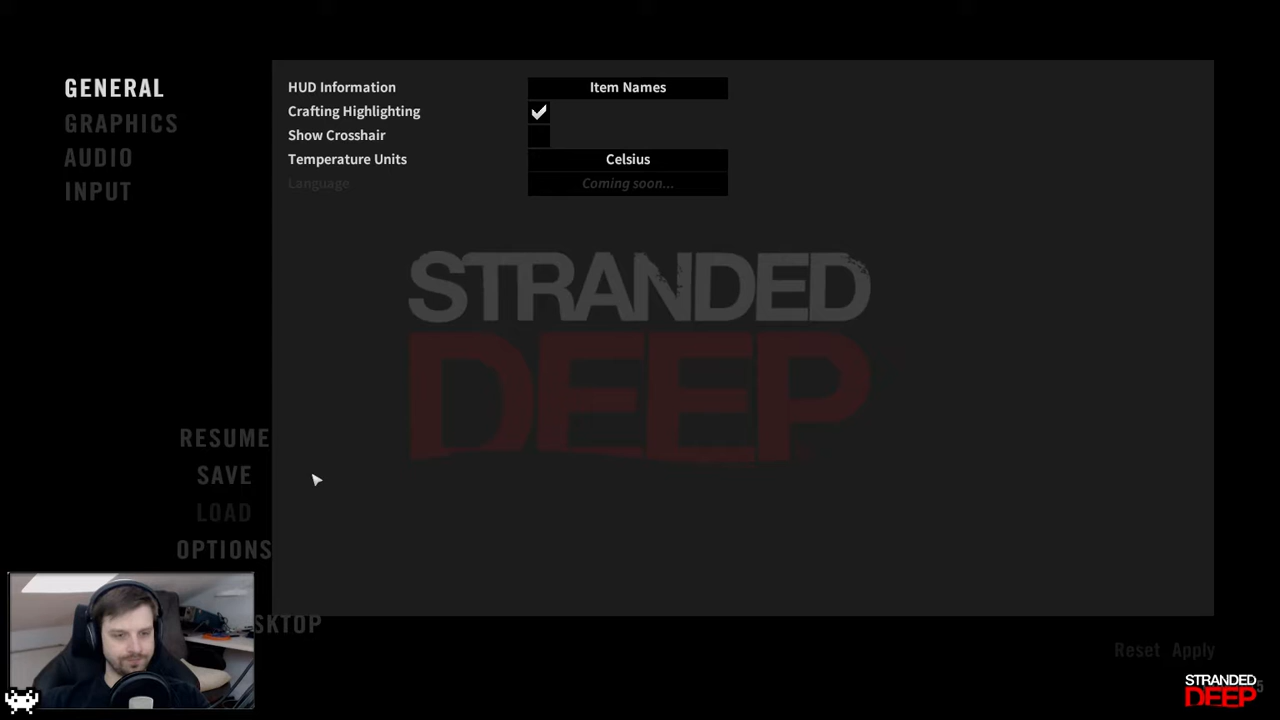 GENERAL
GRAPHICS
AUDIO
INPUT
HUD Information
Item Names
Crafting Highlighting
Show Crosshair
Temperature Units
Celsius
Language
Coming soon...
STRANDED
DEEP
RESUME
SAVE
LOAD
OPTIONS
SKTOP
Reset
Apply
STRANDED
DEEP
5